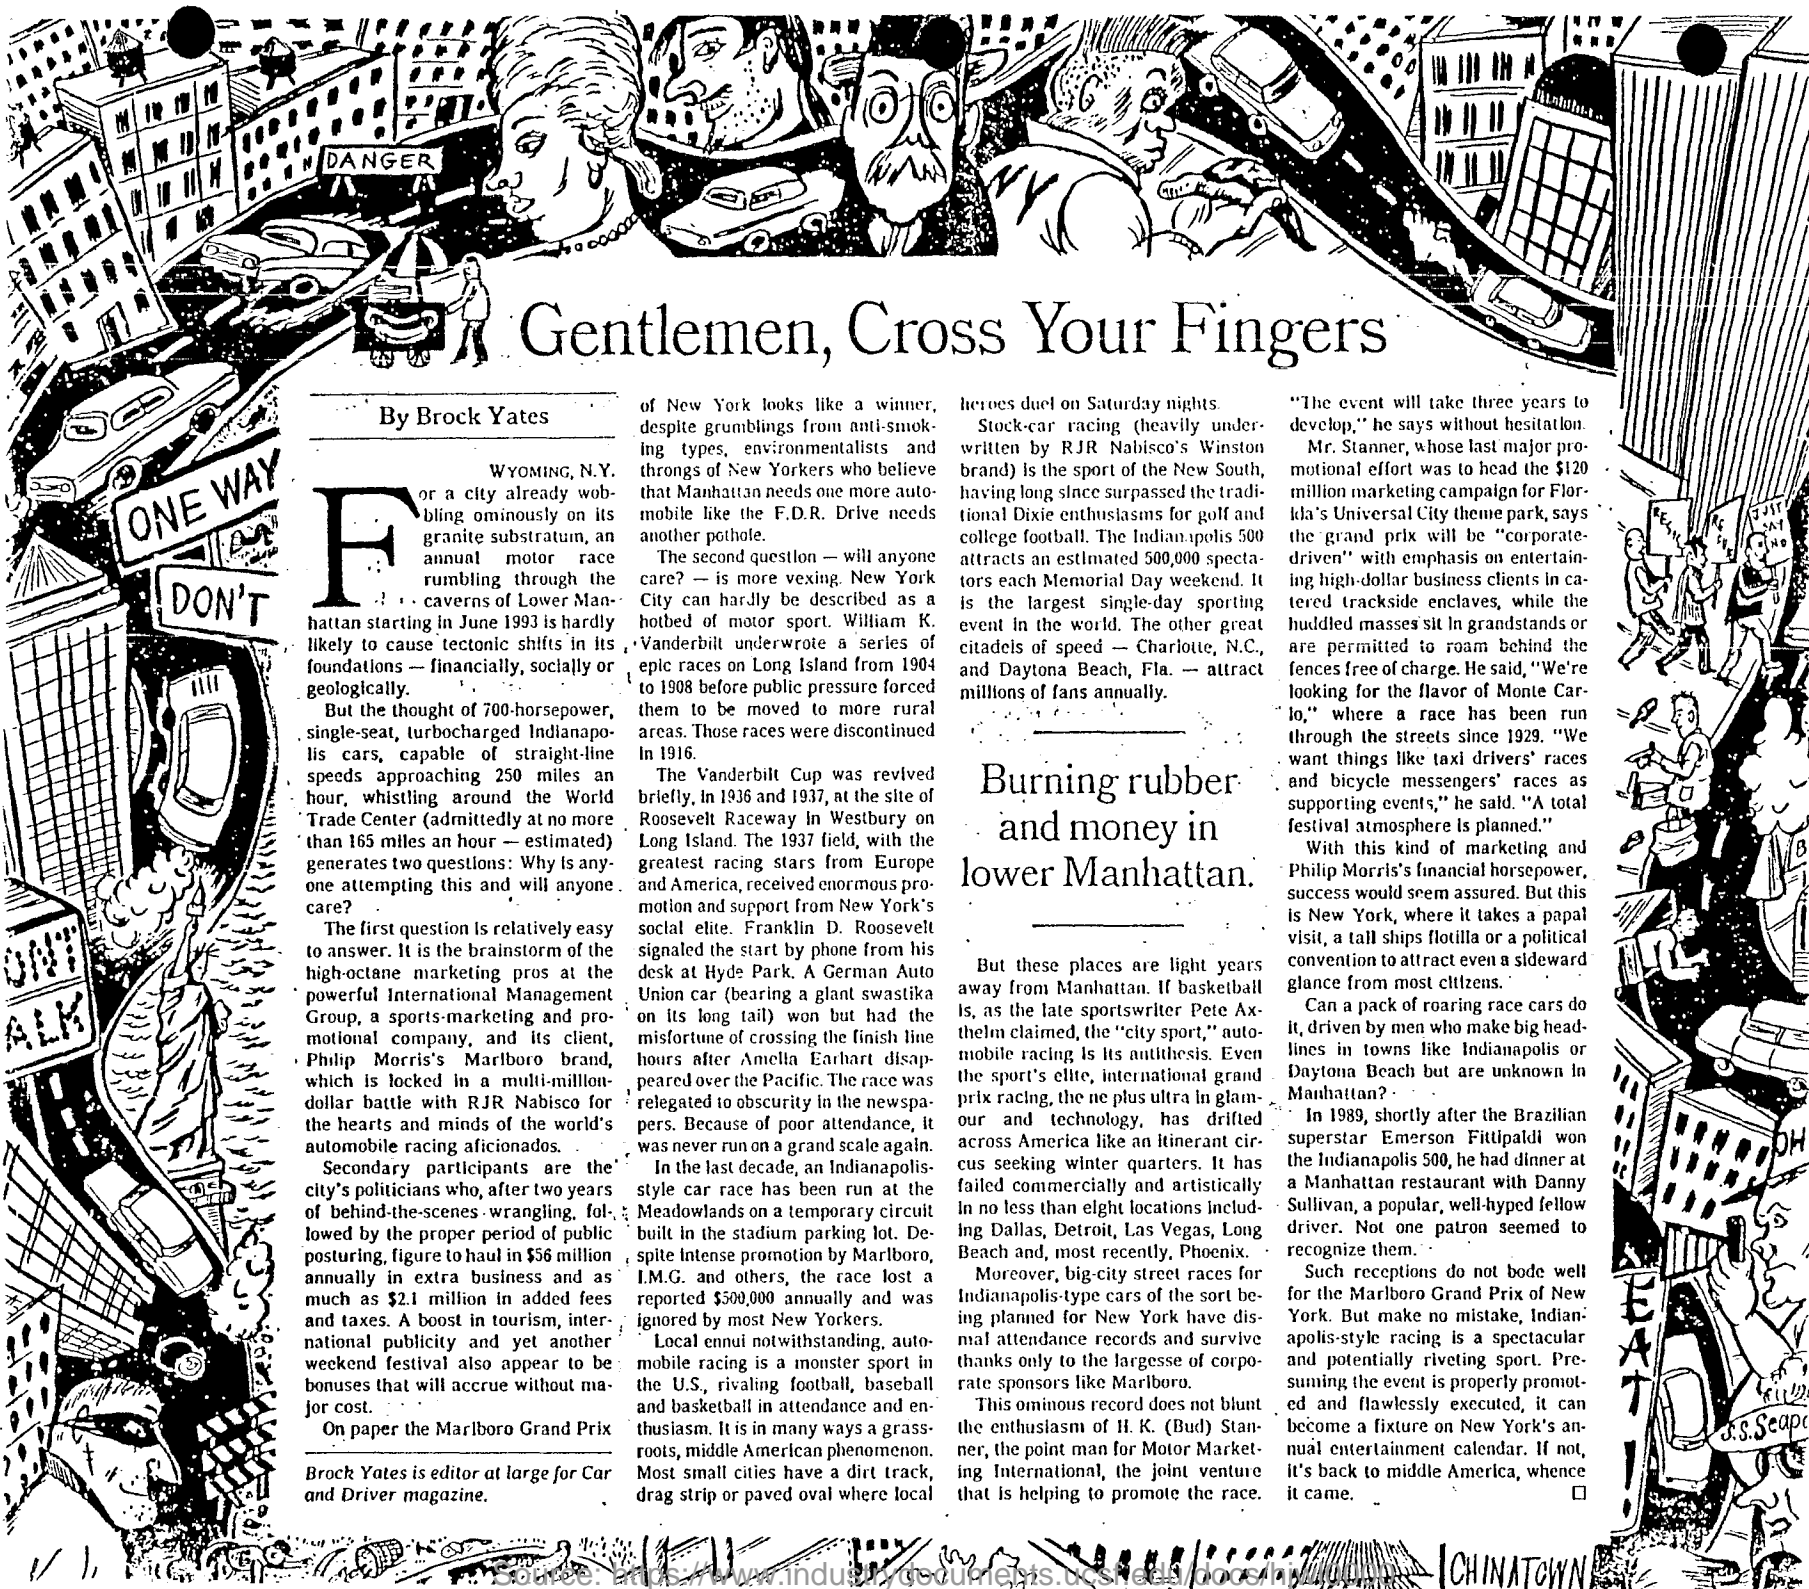 DANGER
Gentlemen, Cross Your Fingers
ONE WAY
DON'T
By Brock Yates
WYOMING, N.Y.
For a city already wob-
bling ominously on its
granite substratum, an
annual motor race
rumbling through the
caverns of Lower Man-
hattan starting in June 1993 is hardly
likely to cause tectonic shifts in its
foundations — financially, socially or
geologically.
But the thought of 700-horsepower,
single-seat, turbocharged Indianapo-
lis cars, capable of straight-line
speeds approaching 250 miles an
hour, whistling around the World
Trade Center (admittedly at no more
than 165 miles an hour — estimated)
generates two questions: Why is any-
one attempting this and will anyone
care?
The first question is relatively easy
to answer. It is the brainstorm of the
high-octane marketing pros at the
powerful International Management
Group, a sports-marketing and pro-
motional company, and its client,
Philip Morris's Marlboro brand,
which is locked in a multi-million-
dollar battle with RJR Nabisco for
the hearts and minds of the world's
automobile racing aficionados.
Secondary participants are the
city's politicians who, after two years
of behind-the-scenes wrangling, fol-
lowed by the proper period of public
posturing, figure to haul in $56 million
annually in extra business and as
much as $2.1 million in added fees
and taxes. A boost in tourism, inter-
national publicity and yet another
weekend festival also appear to be
bonuses that will accrue without ma-
jor cost.
On paper the Marlboro Grand Prix
Brock Yates is editor at large for Car
and Driver magazine.
of New York looks like a winner,
despite grumblings from anti-smok-
ing types, environmentalists and
throngs of New Yorkers who believe
that Manhattan needs one more auto-
mobile like the F.D.R. Drive needs
another pothole.
The second question — will anyone
care? — is more vexing. New York
City can hardly be described as a
hotbed of motor sport. William K.
Vanderbilt underwrote a series of
epic races on Long Island from 1904
to 1908 before public pressure forced
them to be moved to more rural
areas. Those races were discontinued
in 1916.
The Vanderbilt Cup was revived
briefly, in 1936 and 1937, at the site of
Roosevelt Raceway in Westbury on
Long Island. The 1937 field, with the
greatest racing stars from Europe
and America, received enormous pro-
motion and support from New York's
social elite. Franklin D. Roosevelt
signaled the start by phone from his
desk at Hyde Park. A German Auto
Union car (bearing a giant swastika
on its long tail) won but had the
misfortune of crossing the finish line
hours after Amelia Earhart disap-
peared over the Pacific. The race was
relegated to obscurity in the newspa-
pers. Because of poor attendance, it
was never run on a grand scale again.
In the last decade, an Indianapolis-
style car race has been run at the
Meadowlands on a temporary circuit
built in the stadium parking lot. De-
spite intense promotion by Marlboro,
I.M.G. and others, the race lost a
reported $500,000 annually and was
ignored by most New Yorkers.
Local ennui notwithstanding, auto-
mobile racing is a monster sport in
the U.S., rivaling football, baseball
and basketball in attendance and en-
thusiasm. It is in many ways a grass-
roots, middle American phenomenon.
Most small cities have a dirt track,
drag strip or paved oval where local
heroes duel on Saturday nights.
Stock-car racing (heavily under-
written by RJR Nabisco's Winston
brand) is the sport of the New South,
having long since surpassed the tradi-
tional Dixie enthusiasms for golf and
college football. The Indianapolis 500
attracts an estimated 500,000 specta-
tors each Memorial Day weekend. It
is the largest single-day sporting
event in the world. The other great
citadels of speed — Charlotte, N.C.,
and Daytona Beach, Fla. — attract
millions of fans annually.
Burning rubber
and money in
lower Manhattan.
But these places are light years
away from Manhattan. If basketball
is, as the late sportswriter Pete Ax-
thelm claimed, the "city sport," auto-
mobile racing is its antithesis. Even
the sport's elite, international grand
prix racing, the ne plus ultra in glam-
our and technology, has drifted
across America like an itinerant cir-
cus seeking winter quarters. It has
failed commercially and artistically
in no less than eight locations includ-
ing Dallas, Detroit, Las Vegas, Long
Beach and, most recently, Phoenix.
Moreover, big-city street races for
Indianapolis-type cars of the sort be-
ing planned for New York have dis-
mal attendance records and survive
thanks only to the largesse of corpo-
rate sponsors like Marlboro.
This ominous record does not blunt
the enthusiasm of H. K. (Bud) Stan-
ner, the point man for Motor Market-
ing International, the joint venture
that is helping to promote the race.
"The event will take three years to
develop," he says without hesitation.
Mr. Stanner, whose last major pro-
motional effort was to head the $120
million marketing campaign for Flor-
ida's Universal City theme park, says
the grand prix will be "corporate-
driven" with emphasis on entertain-
ing high-dollar business clients in ca-
tered trackside enclaves, while the
huddled masses sit in grandstands or
are permitted to roam behind the
fences free of charge. He said, "We're
looking for the flavor of Monte Car-
lo," where a race has been run
through the streets since 1929. "We
want things like taxi drivers' races
and bicycle messengers' races as
supporting events," he said. "A total
festival atmosphere is planned."
With this kind of marketing and
Philip Morris's financial horsepower,
success would seem assured. But this
is New York, where it takes a papal
visit, a tall ships flotilla or a political
convention to attract even a sideward
glance from most citizens.
Can a pack of roaring race cars do
it, driven by men who make big head-
lines in towns like Indianapolis or
Daytona Beach but are unknown in
Manhattan?
In 1989, shortly after the Brazilian
superstar Emerson Fittipaldi won
the Indianapolis 500, he had dinner at
a Manhattan restaurant with Danny
Sullivan, a popular, well-hyped fellow
driver. Not one patron seemed to
recognize them.
Such receptions do not bode well
for the Marlboro Grand Prix of New
York. But make no mistake, Indian-
apolis-style racing is a spectacular
and potentially riveting sport. Pre-
suming the event is properly promot-
ed and flawlessly executed, it can
become a fixture on New York's an-
nual entertainment calendar. If not,
it's back to middle America, whence
it came.
JUST
SAY
NO
EAT
S.S. Seapo
CHINATOWN